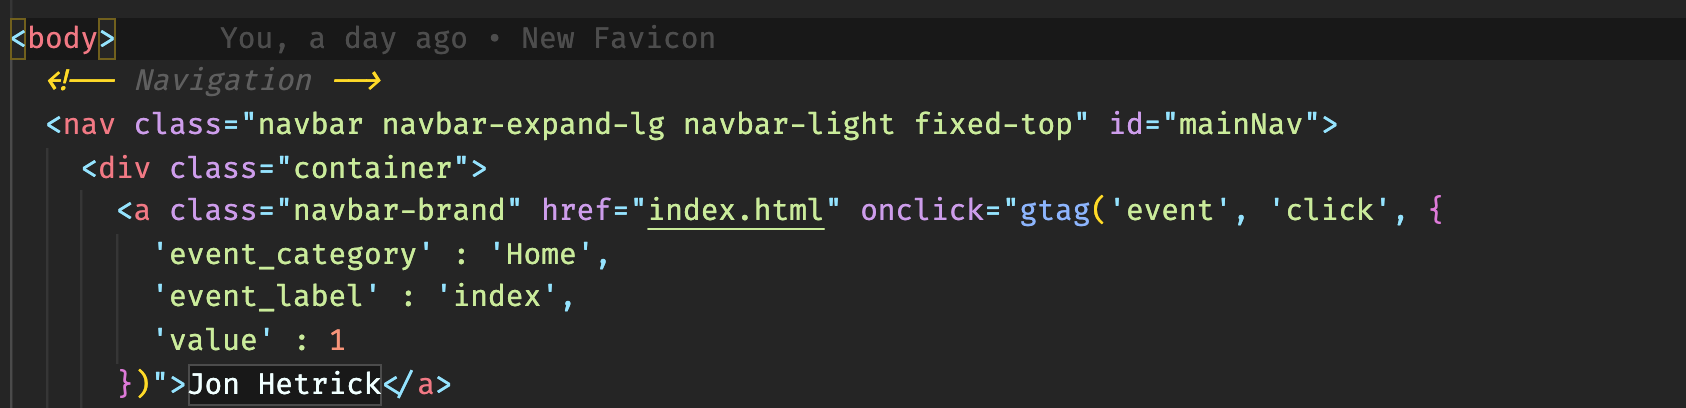 <body> You, a day ago • New Favicon
<!-- Navigation -->
<nav class="navbar navbar-expand-lg navbar-light fixed-top" id="mainNav">
<div class="container">
<a class="navbar-brand" href="index.html" onclick="gtag('event', 'click', {
'event_category' : 'Home',
'event_label' : 'index',
'value' : 1
})">Jon Hetrick</a>